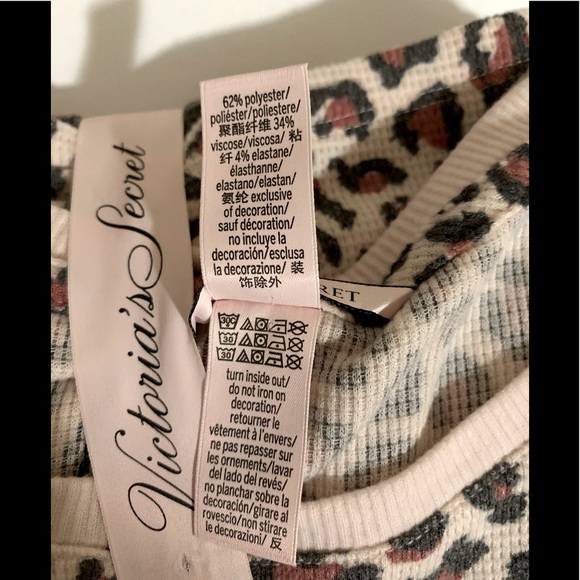 Victoria's Secret
62% polyester/
poliéster/poliestere/
聚酯纤维 34%
viscose/viscosa/ 粘
纤 4% elastane/
élasthanne/
elastano/elastan/
氨纶 exclusive
of decoration/
sauf décoration/
no incluye la
decoración/esclusa
la decorazione/ 装
饰除外
RET
30
30
turn inside out/
do not iron on
decoration/
retourner le
vêtement à l'envers/
ne pas repasser sur
les ornements/lavar
del lado del revés/
no planchar sobre la
decoración/girare al
rovescio/non stirare
le decorazioni/ 反